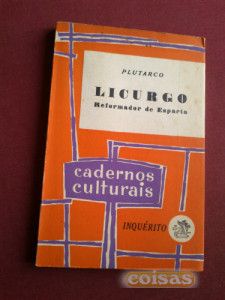 PLUTARCO
LICURGO
Reformador de Esparta
cadernos
culturais
INQUÉRITO
coisas